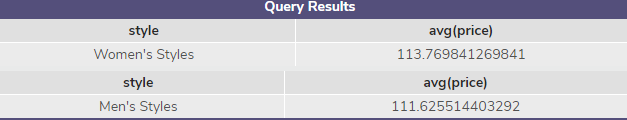 Query Results
style avg(price)
Women's Styles 113.769841269841
style avg(price)
Men's Styles 111.625514403292